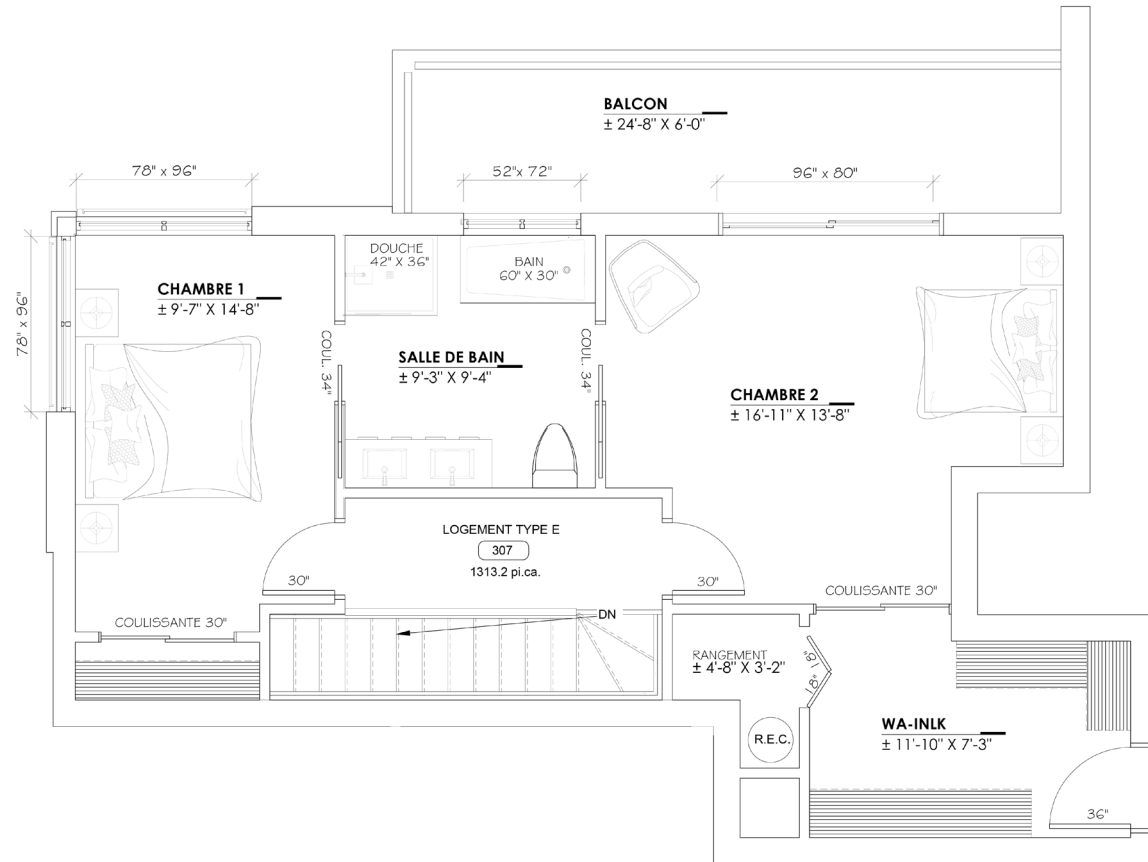 BALCON
± 24'-8" X 6'-0"
78" x 96"
52"x 72"
96" x 80"
DOUCHE
42" X 36"
BAIN
60" X 30"
CHAMBRE 1
± 9'-7" X 14'-8"
78" x 96"
COUL. 34"
SALLE DE BAIN
± 9'-3" X 9'-4"
COUL. 34"
CHAMBRE 2
± 16'-11" X 13'-8"
LOGEMENT TYPE E
307
1313.2 pi.ca.
30"
30"
COULISSANTE 30"
COULISSANTE 30"
DN
RANGEMENT
± 4'-8" X 3'-2"
18" 18"
R.E.C.
WA-INLK
± 11'-10" X 7'-3"
36"